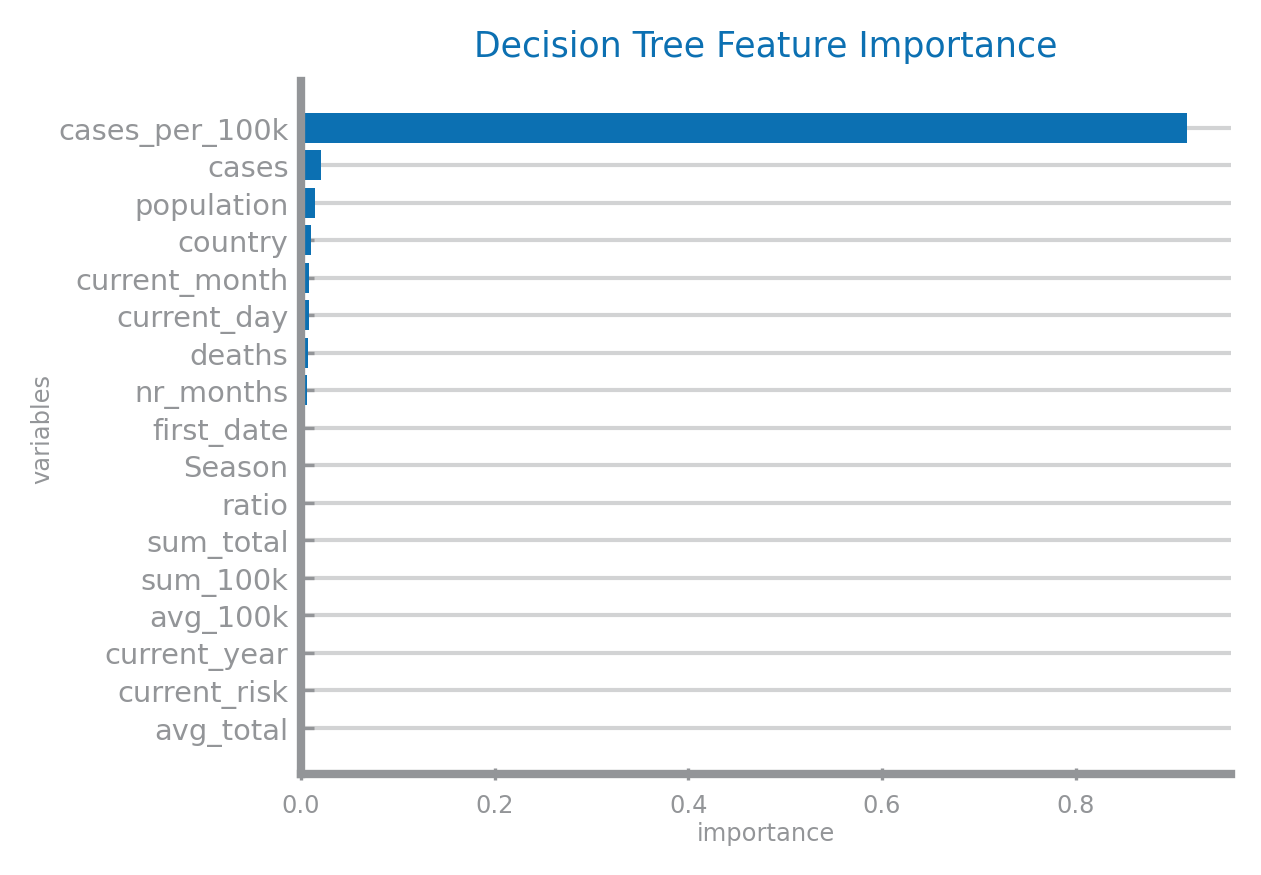 Decision Tree Feature Importance
cases_per_100k
cases
population
country
current_month
current_day
deaths
nr_months
first_date
Season
ratio
sum_total
sum_100k
avg_100k
current_year
current_risk
avg_total
variables
0.0 0.2 0.4 0.6 0.8
importance